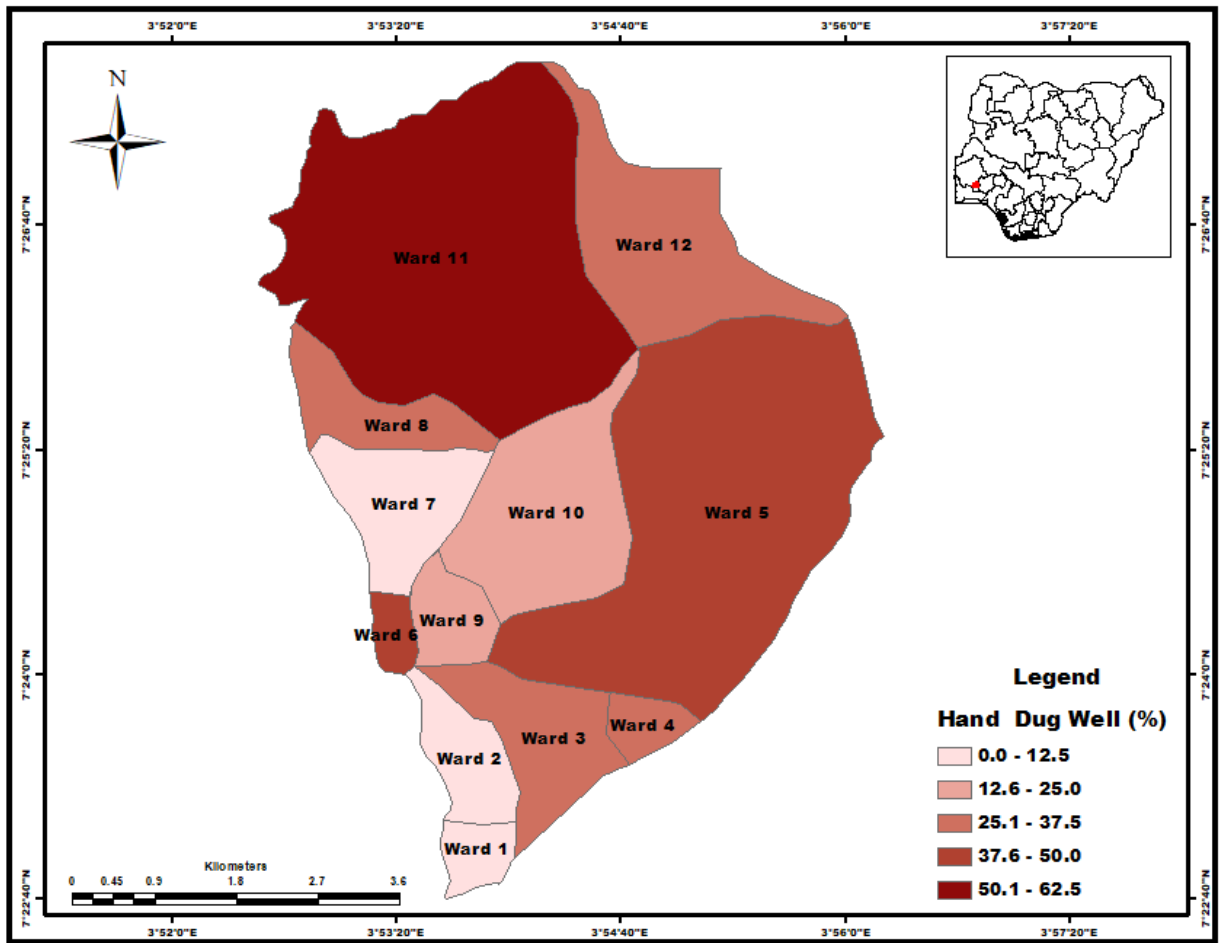 3°52'0"E 3°53'20"E 3°54'40"E 3°56'0"E 3°57'20"E
N
7°26'40"N 7°26'40"N
Ward 12
Ward 11
Ward 8
7°25'20"N 7°25'20"N
Ward 7
Ward 10
Ward 5
Ward 9
Ward 6
7°24'0"N 7°24'0"N
Legend
Hand Dug Well (%)
Ward 4
Ward 3
Ward 2
0.0 - 12.5
12.6 - 25.0
25.1 - 37.5
Ward 1
37.6 - 50.0
50.1 - 62.5
Kilometers
0 0.45 0.9 1.8 2.7 3.6
7°22'40"N 7°22'40"N
3°52'0"E 3°53'20"E 3°54'40"E 3°56'0"E 3°57'20"E